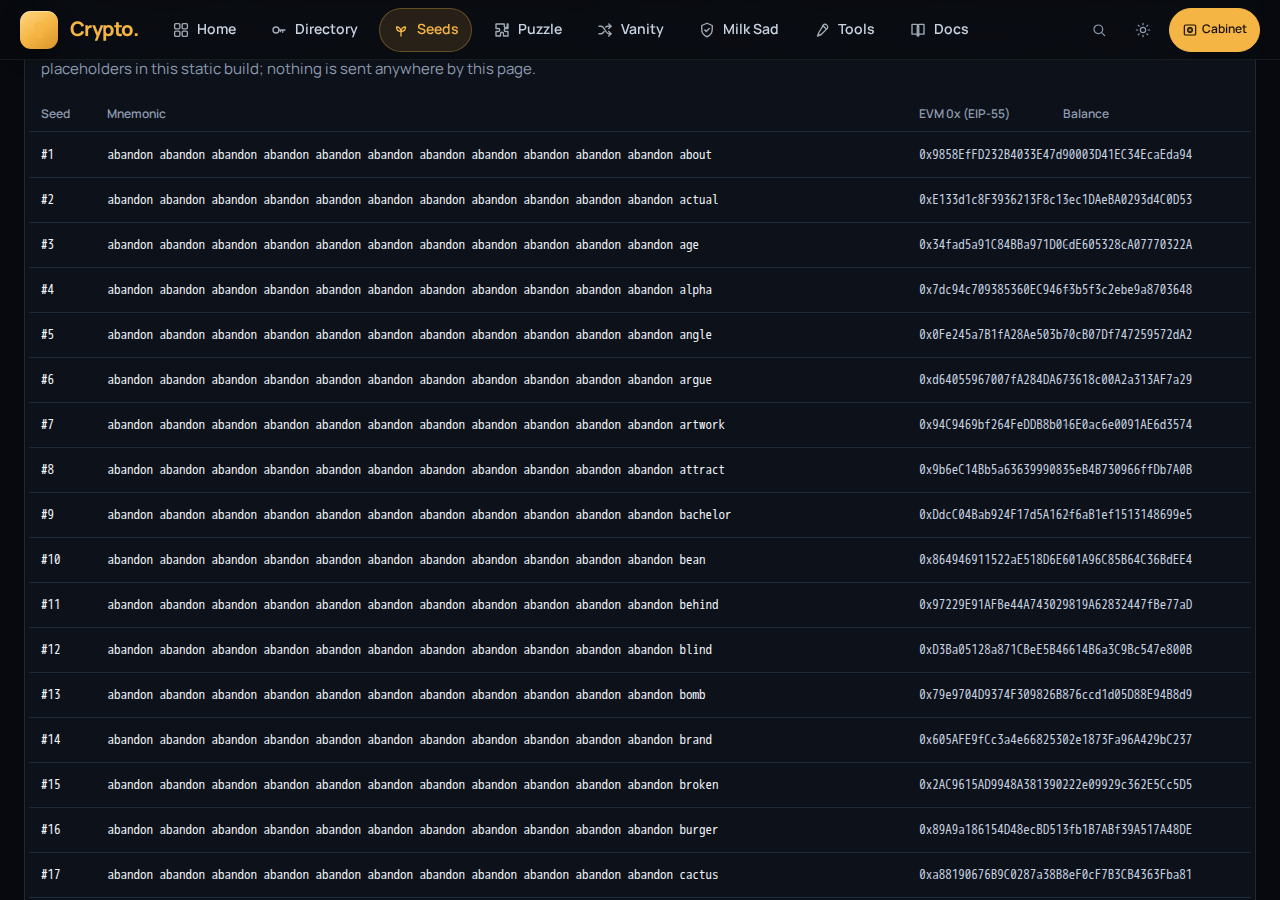 Crypto. Home Directory Seeds Puzzle Vanity Milk Sad Tools Docs Cabinet
placeholders in this static build; nothing is sent anywhere by this page.
Seed Mnemonic EVM 0x (EIP-55) Balance
#1 abandon abandon abandon abandon abandon abandon abandon abandon abandon abandon abandon about 0x9858EfFD232B4033E47d90003D41EC34EcaEda94
#2 abandon abandon abandon abandon abandon abandon abandon abandon abandon abandon abandon actual 0xE133d1c8F3936213F8c13ec1DAeBA0293d4C0D53
#3 abandon abandon abandon abandon abandon abandon abandon abandon abandon abandon abandon age 0x34fad5a91C84BBa971D0CdE605328cA07770322A
#4 abandon abandon abandon abandon abandon abandon abandon abandon abandon abandon abandon alpha 0x7dc94c709385360EC946f3b5f3c2ebe9a8703648
#5 abandon abandon abandon abandon abandon abandon abandon abandon abandon abandon abandon angle 0x0Fe245a7B1fA28Ae503b70cB07Df747259572dA2
#6 abandon abandon abandon abandon abandon abandon abandon abandon abandon abandon abandon argue 0xd64055967007fA284DA673618c00A2a313AF7a29
#7 abandon abandon abandon abandon abandon abandon abandon abandon abandon abandon abandon artwork 0x94C9469bf264FeDDB8b016E0ac6e0091AE6d3574
#8 abandon abandon abandon abandon abandon abandon abandon abandon abandon abandon abandon attract 0x9b6eC14Bb5a63639990835eB4B730966ffDb7A0B
#9 abandon abandon abandon abandon abandon abandon abandon abandon abandon abandon abandon bachelor 0xDdcC04Bab924F17d5A162f6aB1ef1513148699e5
#10 abandon abandon abandon abandon abandon abandon abandon abandon abandon abandon abandon bean 0x864946911522aE518D6E601A96C85B64C36BdEE4
#11 abandon abandon abandon abandon abandon abandon abandon abandon abandon abandon abandon behind 0x97229E91AFBe44A743029819A62832447fBe77aD
#12 abandon abandon abandon abandon abandon abandon abandon abandon abandon abandon abandon blind 0xD3Ba05128a871CBeE5B46614B6a3C9Bc547e800B
#13 abandon abandon abandon abandon abandon abandon abandon abandon abandon abandon abandon bomb 0x79e9704D9374F309826B876ccd1d05D88E94B8d9
#14 abandon abandon abandon abandon abandon abandon abandon abandon abandon abandon abandon brand 0x605AFE9fCc3a4e66825302e1873Fa96A429bC237
#15 abandon abandon abandon abandon abandon abandon abandon abandon abandon abandon abandon broken 0x2AC9615AD9948A381390222e09929c362E5Cc5D5
#16 abandon abandon abandon abandon abandon abandon abandon abandon abandon abandon abandon burger 0x89A9a186154D48ecBD513fb1B7ABf39A517A48DE
#17 abandon abandon abandon abandon abandon abandon abandon abandon abandon abandon abandon cactus 0xa88190676B9C0287a38B8eF0cF7B3CB4363Fba81